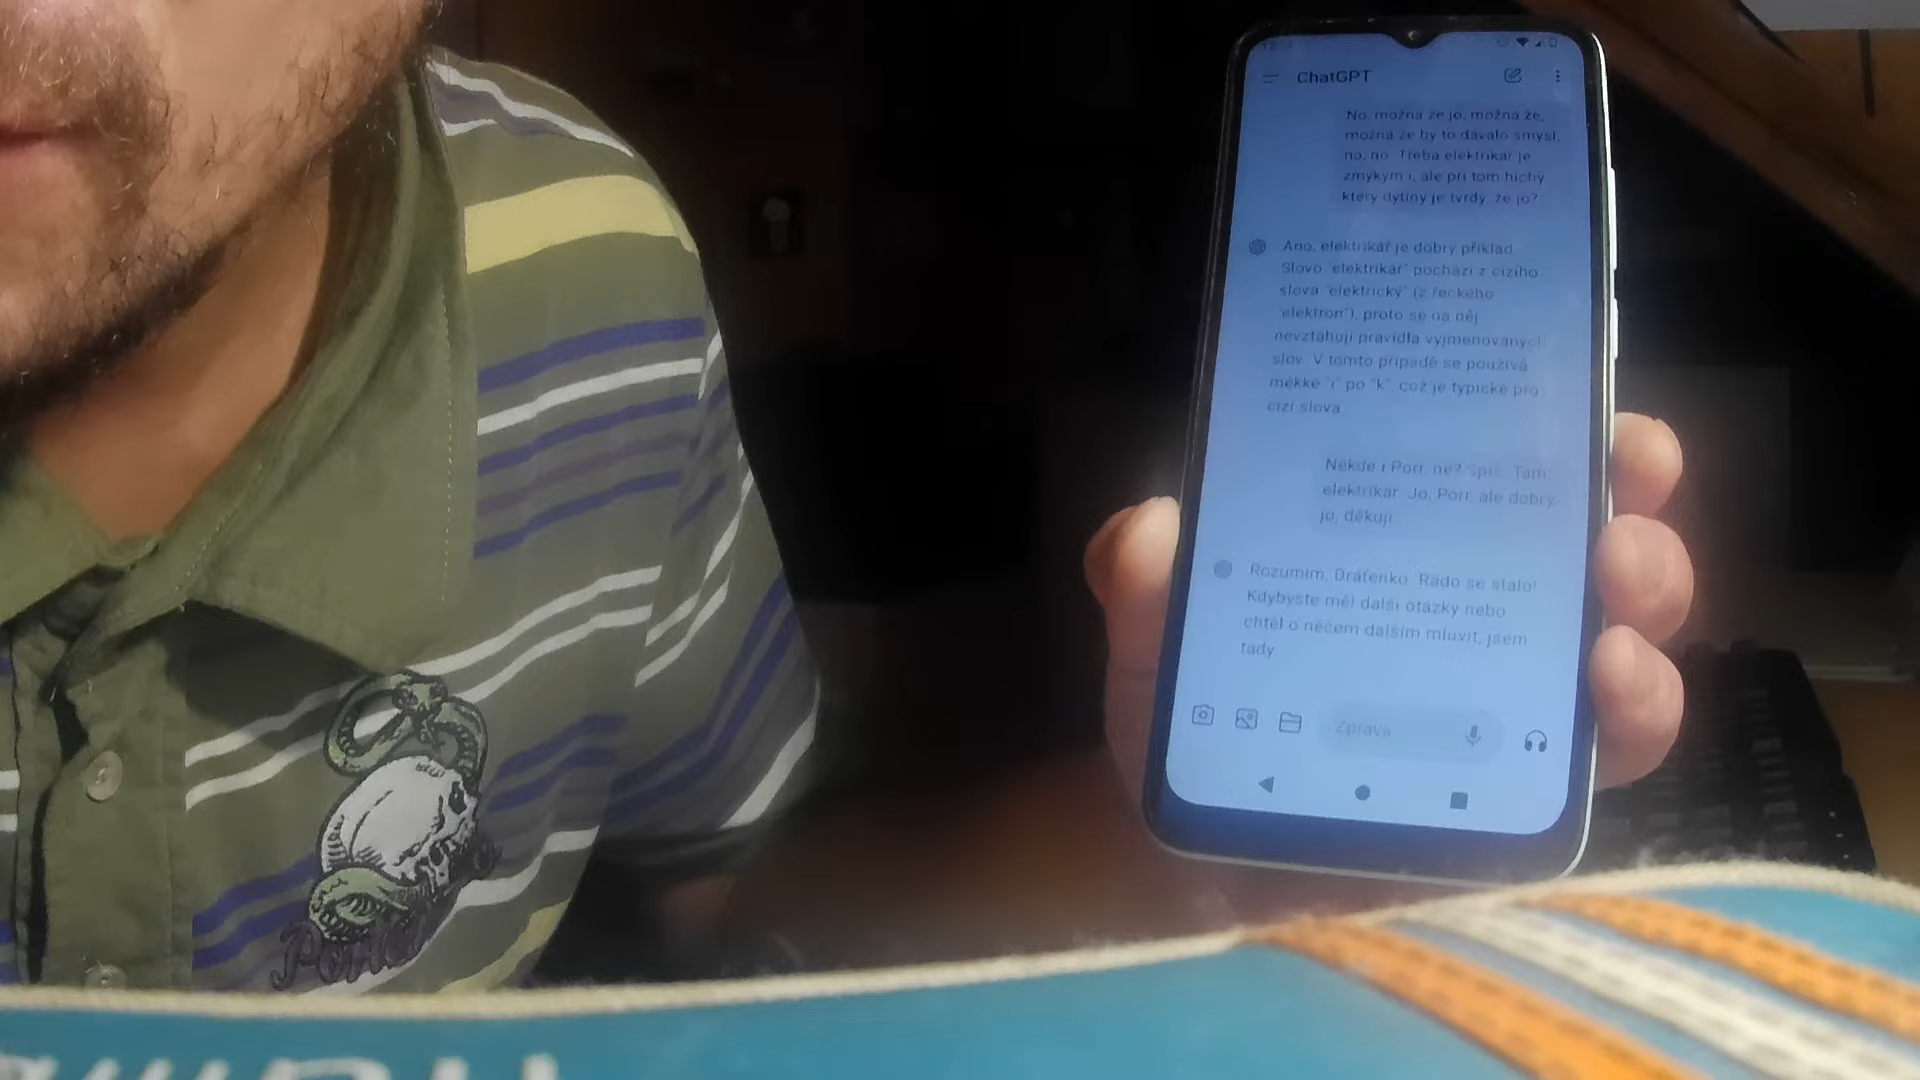 ChatGPT
No, možná že jo, možná že,
možná že by to dávalo smysl,
no, no. Třeba elektrikář je
zmykym i, ale při tom hichý
který dytiny je tvrdý, že jo?
Ano, elektrikář je dobrý příklad.
Slovo "elektrikář" pochází z cizího
slova "elektrický" (z řeckého
"elektron"), proto se na něj
nevztahují pravidla vyjmenovaných
slov. V tomto případě se používá
měkké "i" po "k", což je typické pro
cizí slova.
Někde i Porr, ne? Spíš. Tam
elektrikář. Jo, Porr, ale dobrý,
jo, děkuji.
Rozumím, Dráťenko. Rádo se stalo!
Kdybyste měl další otázky nebo
chtěl o něčem dalším mluvit, jsem
tady.
Zpráva